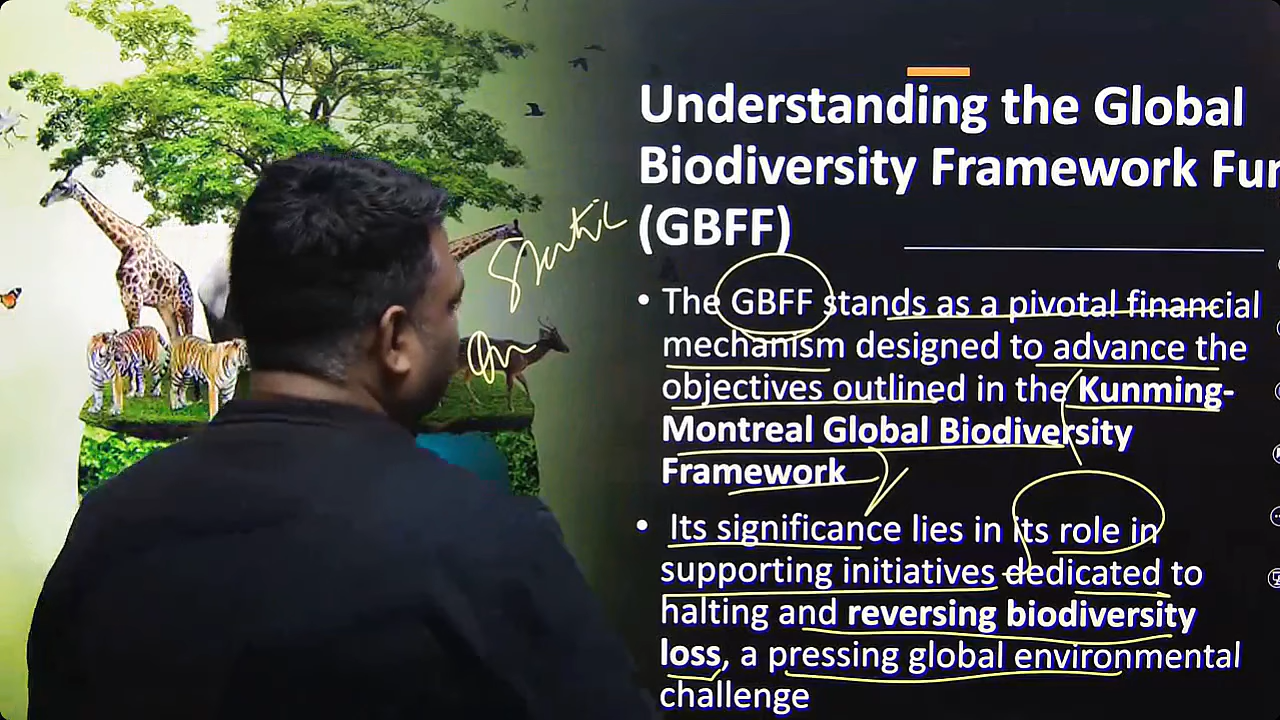 Understanding the Global
Biodiversity Framework Fun
(GBFF)
• The GBFF stands as a pivotal financial
mechanism designed to advance the
objectives outlined in the Kunming-
Montreal Global Biodiversity
Framework
• Its significance lies in its role in
supporting initiatives dedicated to
halting and reversing biodiversity
loss, a pressing global environmental
challenge